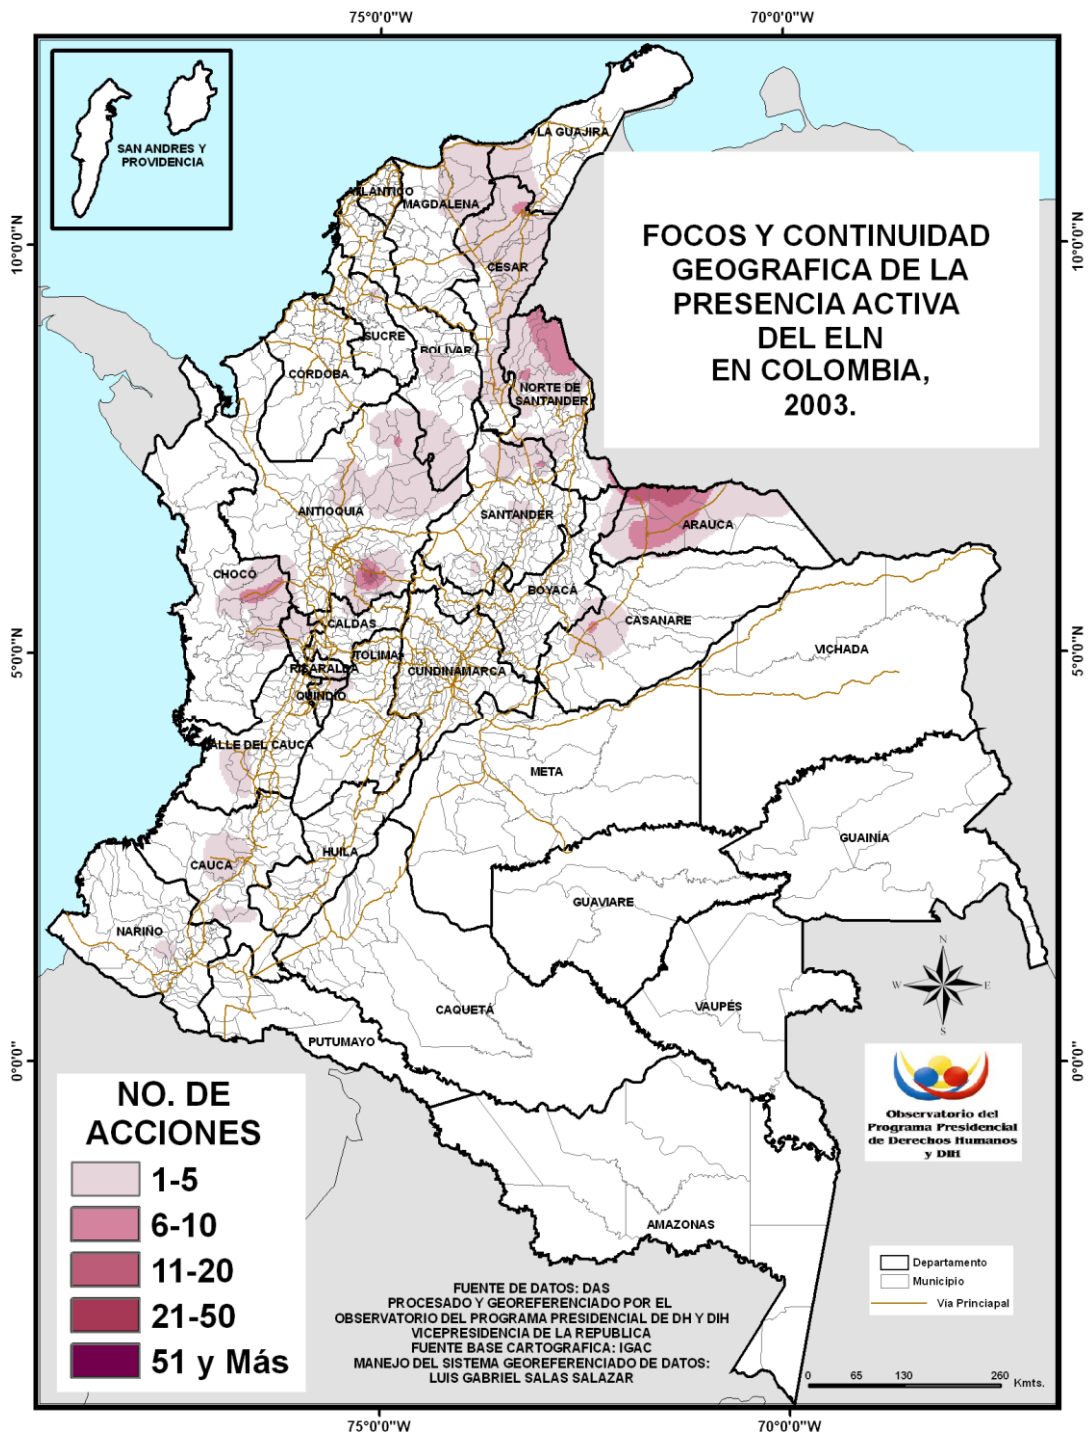 75°0'0"W
70°0'0"W
SAN ANDRES Y
PROVIDENCIA
LA GUAJIRA
ATLÁNTICO
MAGDALENA
CESAR
FOCOS Y CONTINUIDAD
GEOGRAFICA DE LA
PRESENCIA ACTIVA
DEL ELN
EN COLOMBIA,
2003.
10°0'0"N
10°0'0"N
SUCRE
BOLÍVAR
CÓRDOBA
NORTE DE
SANTANDER
ANTIOQUIA
SANTANDER
ARAUCA
CHOCÓ
BOYACÁ
CALDAS
CASANARE
5°0'0"N
5°0'0"N
VICHADA
TOLIMA
RISARALDA
CUNDINAMARCA
QUINDIO
VALLE DEL CAUCA
META
GUAINÍA
HUILA
CAUCA
GUAVIARE
NARIÑO
N
W
E
S
CAQUETÁ
VAUPÉS
PUTUMAYO
0°0'0"
0°0'0"
Observatorio del
Programa Presidencial
de Derechos Humanos
y DIH
NO. DE
ACCIONES
1-5
6-10
11-20
21-50
51 y Más
AMAZONAS
Departamento
Municipio
Vía Princiapal
FUENTE DE DATOS: DAS
PROCESADO Y GEOREFERENCIADO POR EL
OBSERVATORIO DEL PROGRAMA PRESIDENCIAL DE DH Y DIH
VICEPRESIDENCIA DE LA REPUBLICA
FUENTE BASE CARTOGRAFICA: IGAC
MANEJO DEL SISTEMA GEOREFERENCIADO DE DATOS:
LUIS GABRIEL SALAS SALAZAR
0 65 130 260
Kmts.
75°0'0"W
70°0'0"W